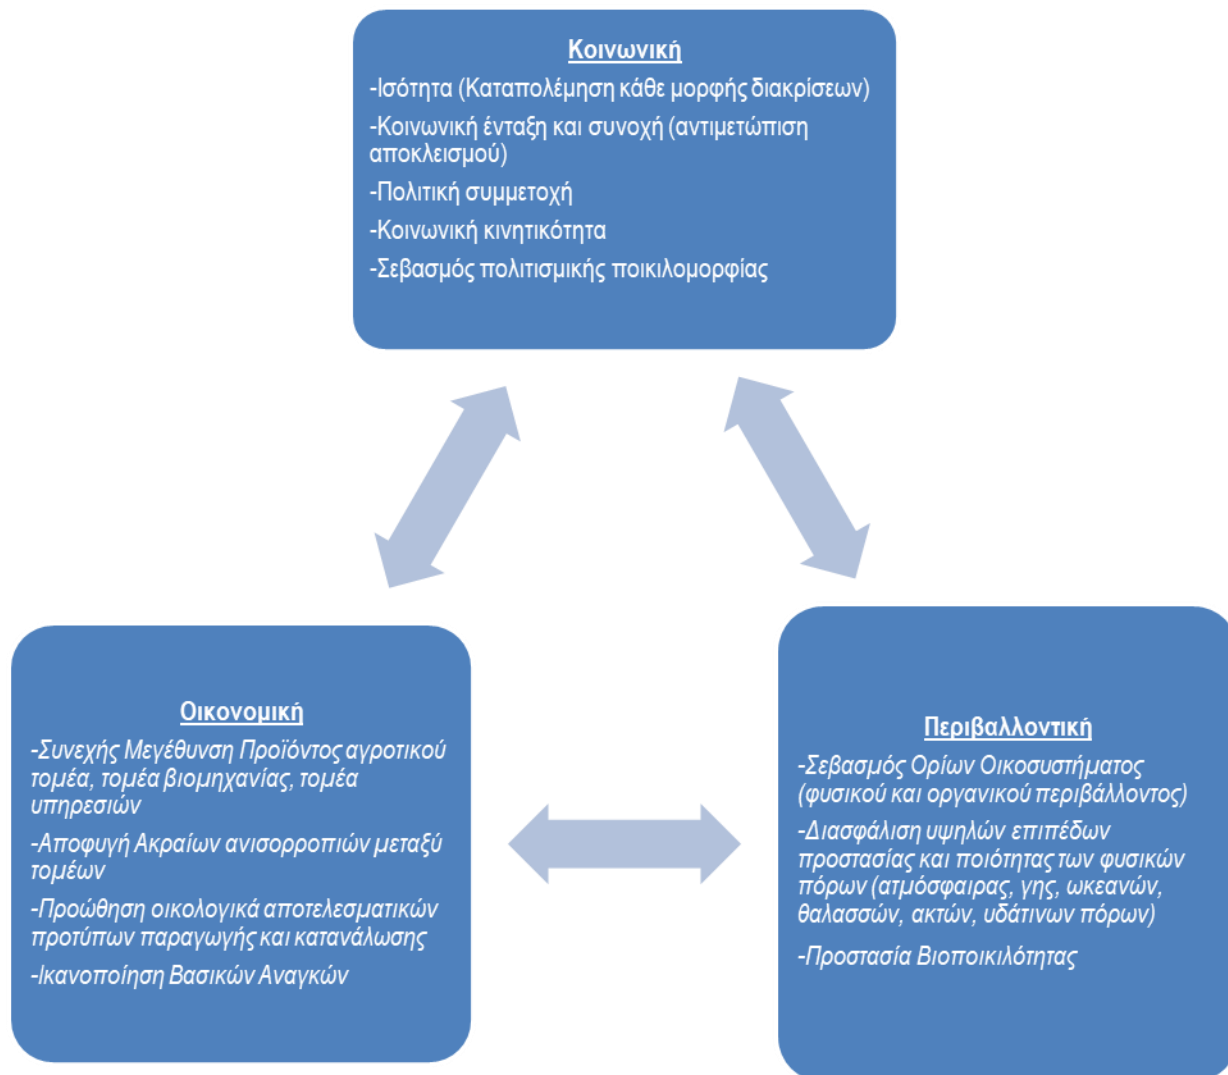 Κοινωνική
-Ισότητα (Καταπολέμηση κάθε μορφής διακρίσεων)
-Κοινωνική ένταξη και συνοχή (αντιμετώπιση
αποκλεισμού)
-Πολιτική συμμετοχή
-Κοινωνική κινητικότητα
-Σεβασμός πολιτισμικής ποικιλομορφίας
Οικονομική
-Συνεχής Μεγέθυνση Προϊόντος αγροτικού
τομέα, τομέα βιομηχανίας, τομέα
υπηρεσιών
-Αποφυγή Ακραίων ανισορροπιών μεταξύ
τομέων
-Προώθηση οικολογικά αποτελεσματικών
προτύπων παραγωγής και κατανάλωσης
-Ικανοποίηση Βασικών Αναγκών
Περιβαλλοντική
-Σεβασμός Ορίων Οικοσυστήματος
(φυσικού και οργανικού περιβάλλοντος)
-Διασφάλιση υψηλών επιπέδων
προστασίας και ποιότητας των φυσικών
πόρων (ατμόσφαιρας, γης, ωκεανών,
θαλασσών, ακτών, υδάτινων πόρων)
-Προστασία Βιοποικιλότητας